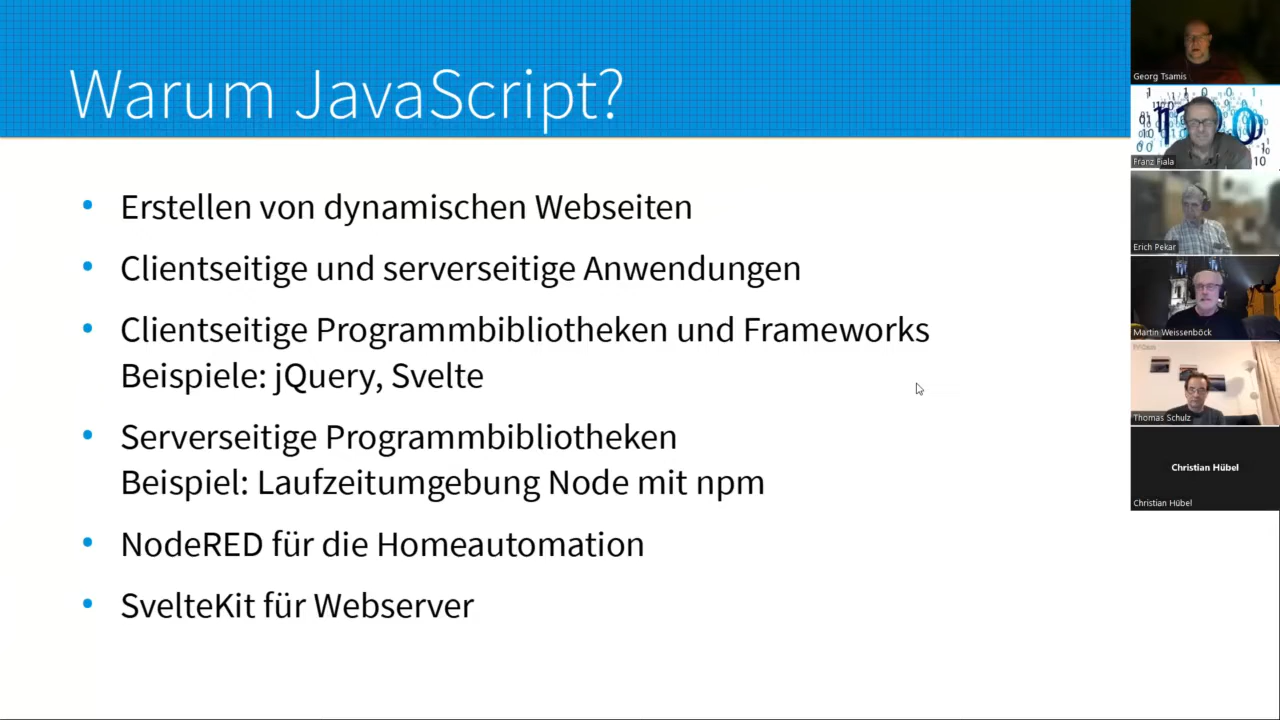 Warum JavaScript?
Erstellen von dynamischen Webseiten
Clientseitige und serverseitige Anwendungen
Clientseitige Programmbibliotheken und Frameworks
Beispiele: jQuery, Svelte
Serverseitige Programmbibliotheken
Beispiel: Laufzeitumgebung Node mit npm
NodeRED für die Homeautomation
SvelteKit für Webserver
Georg Tsamis
Franz Fiala
Erich Pekar
Martin Weissenböck
Thomas Schulz
Christian Hübel
Christian Hübel